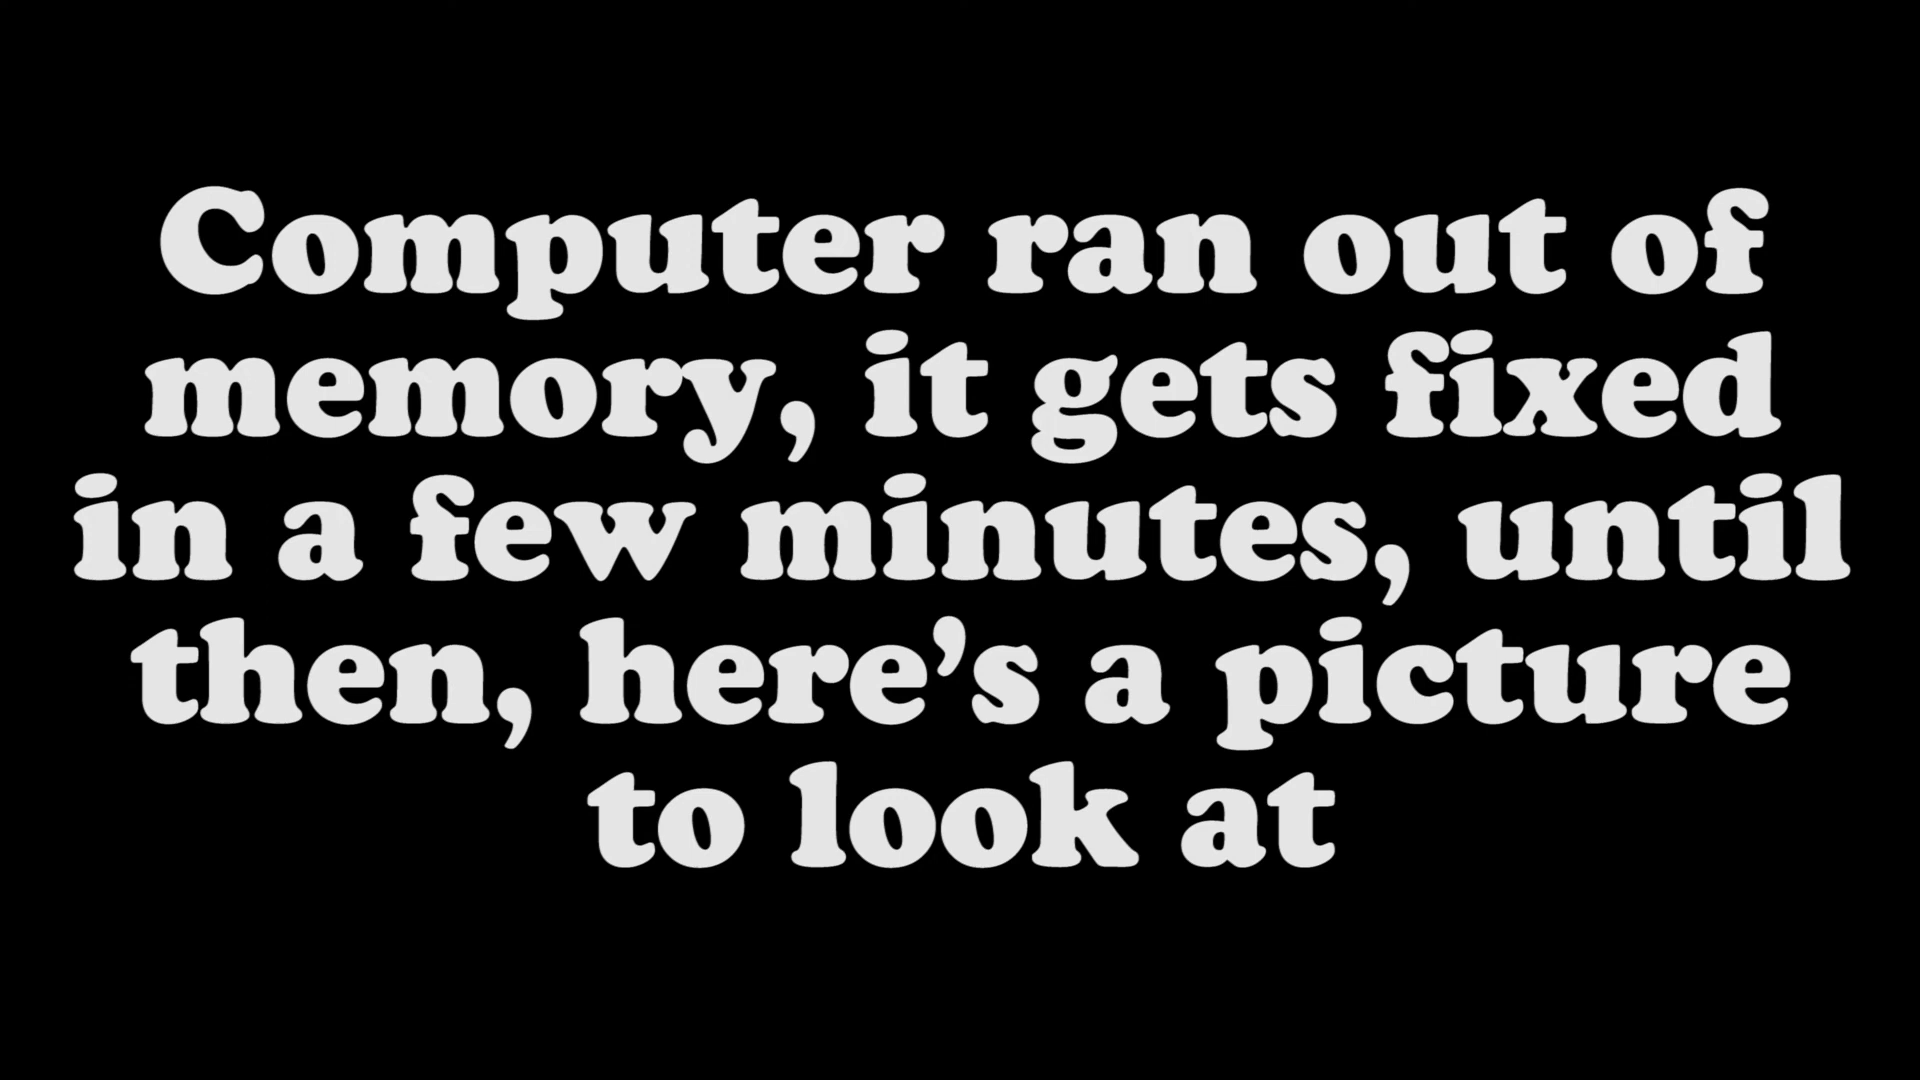 Computer ran out of
memory, it gets fixed
in a few minutes, until
then, here’s a picture
to look at